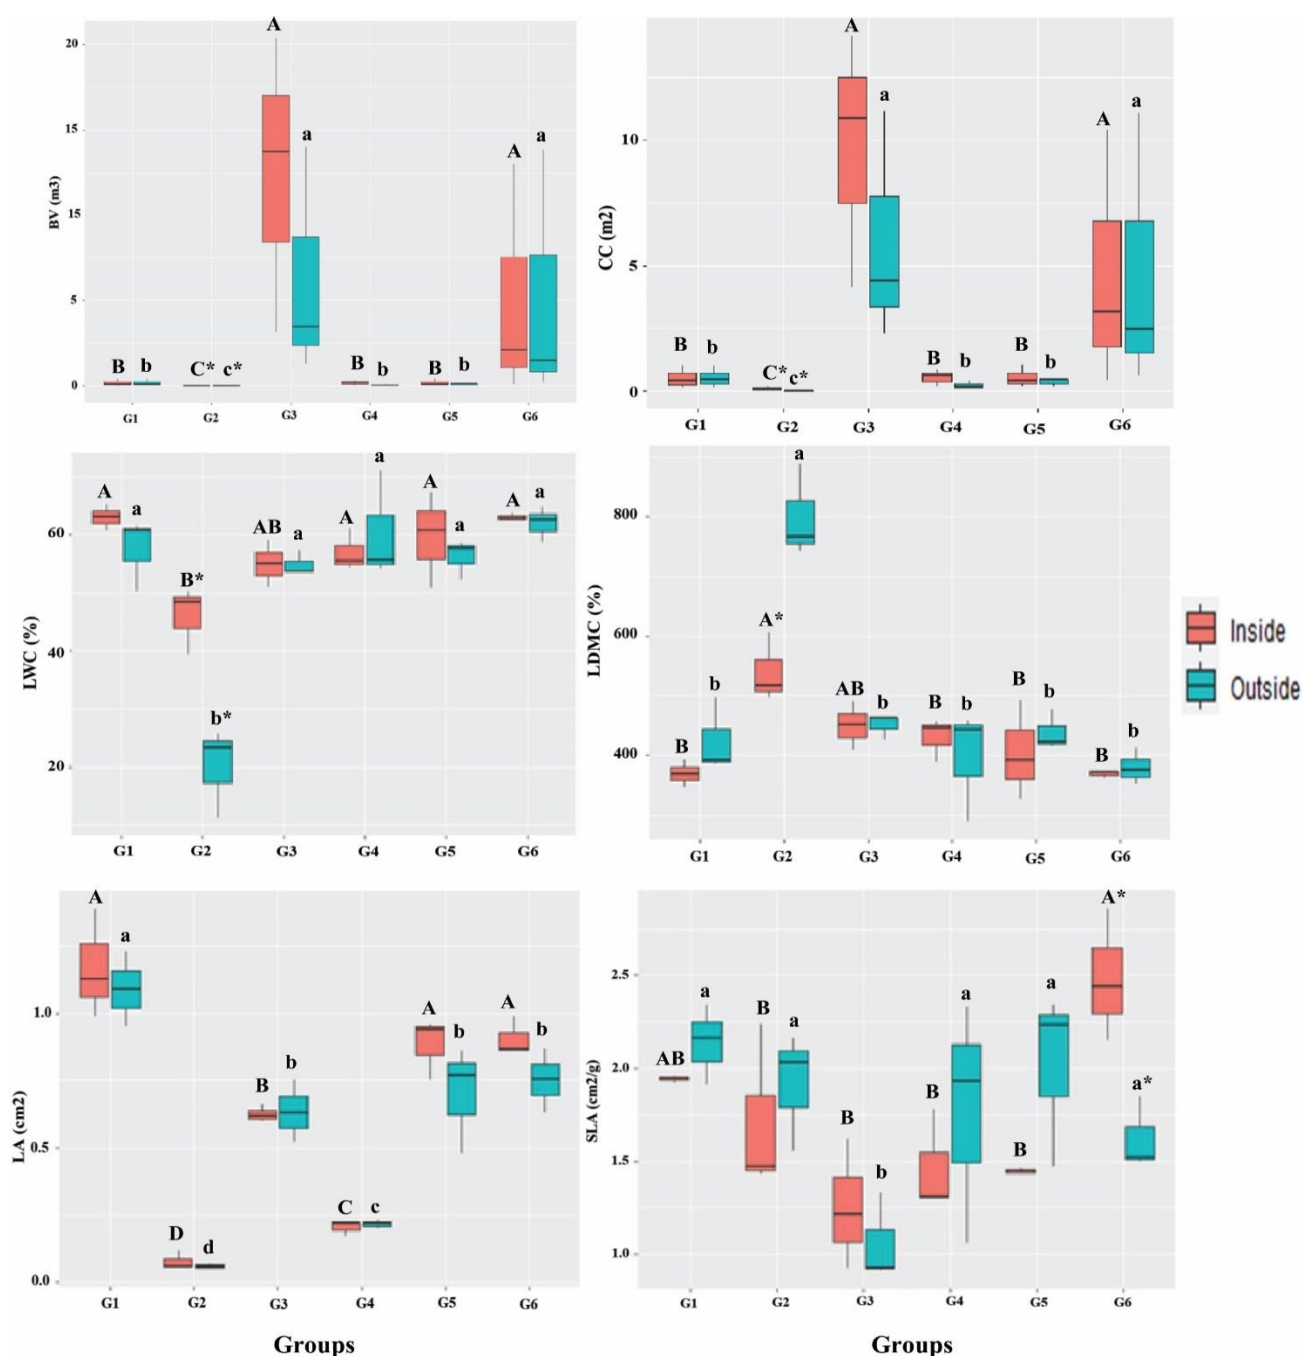 A
a
A
a
B b
C* c*
B b
B b
20
15
15
5
0
BV (m3)
G1 G2 G3 G4 G5 G6
A
a
A a
B b
C* c*
B b
B b
10
5
0
CC (m2)
G1 G2 G3 G4 G5 G6
A a
B*
b*
AB a
A a
A a
A a
60
40
20
LWC (%)
G1 G2 G3 G4 G5 G6
B b
A* a
AB b
B b
B b
B b
800
600
400
LDMC (%)
G1 G2 G3 G4 G5 G6
Inside
Outside
A
a
D d
B b
C c
A b
A b
1.0
0.5
0.0
LA (cm2)
G1 G2 G3 G4 G5 G6
Groups
AB a
B a
B b
B a
B a
A*
a*
2.5
2.0
1.5
1.0
SLA (cm2/g)
G1 G2 G3 G4 G5 G6
Groups